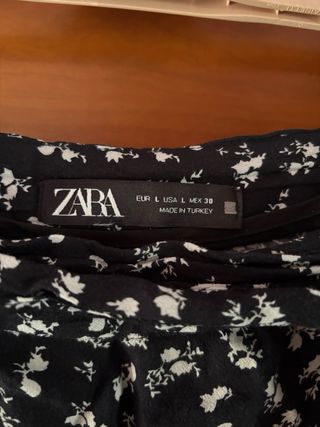 ZARA
EUR L USA L MEX 30
MADE IN TURKEY